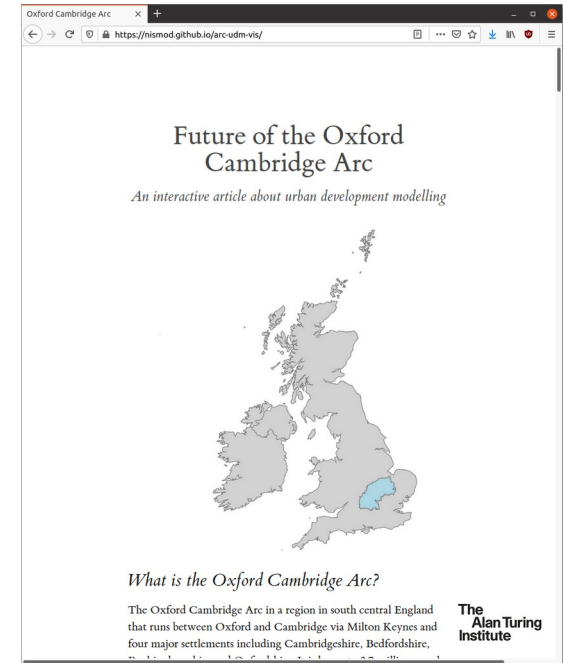 Oxford Cambridge Arc
https://nismod.github.io/arc-udm-vis/
Future of the Oxford
Cambridge Arc
An interactive article about urban development modelling
What is the Oxford Cambridge Arc?
The Oxford Cambridge Arc in a region in south central England
that runs between Oxford and Cambridge via Milton Keynes and
four major settlements including Cambridgeshire, Bedfordshire,
The
Alan Turing
Institute